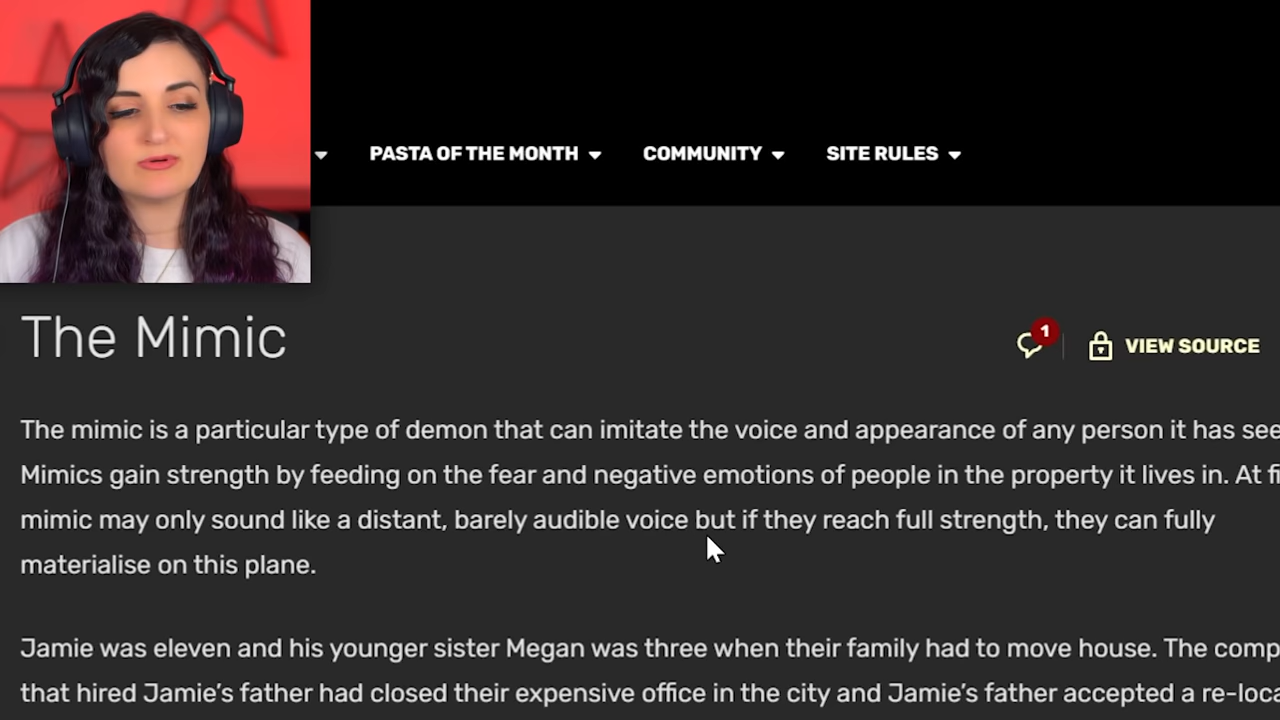 PASTA OF THE MONTH COMMUNITY SITE RULES
The Mimic
1
VIEW SOURCE
The mimic is a particular type of demon that can imitate the voice and appearance of any person it has
Mimics gain strength by feeding on the fear and negative emotions of people in the property it lives in. At
mimic may only sound like a distant, barely audible voice but if they reach full strength, they can fully
materialise on this plane.
Jamie was eleven and his younger sister Megan was three when their family had to move house. The
that hired Jamie’s father had closed their expensive office in the city and Jamie’s father accepted a